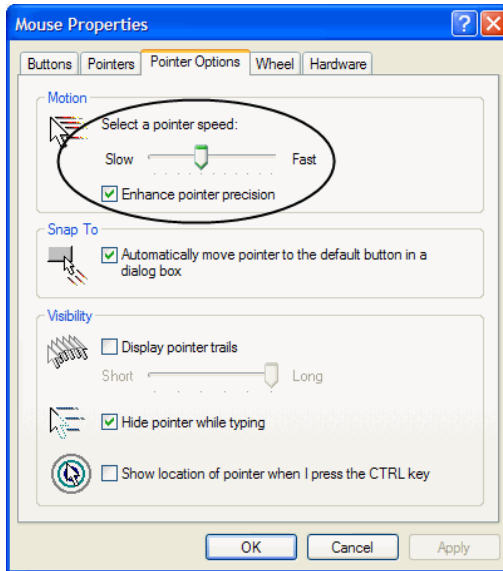 Mouse Properties
Buttons Pointers Pointer Options Wheel Hardware
Motion
Select a pointer speed:
Slow Fast
Enhance pointer precision
Snap To
Automatically move pointer to the default button in a
dialog box
Visibility
Display pointer trails
Short Long
Hide pointer while typing
Show location of pointer when I press the CTRL key
OK Cancel Apply